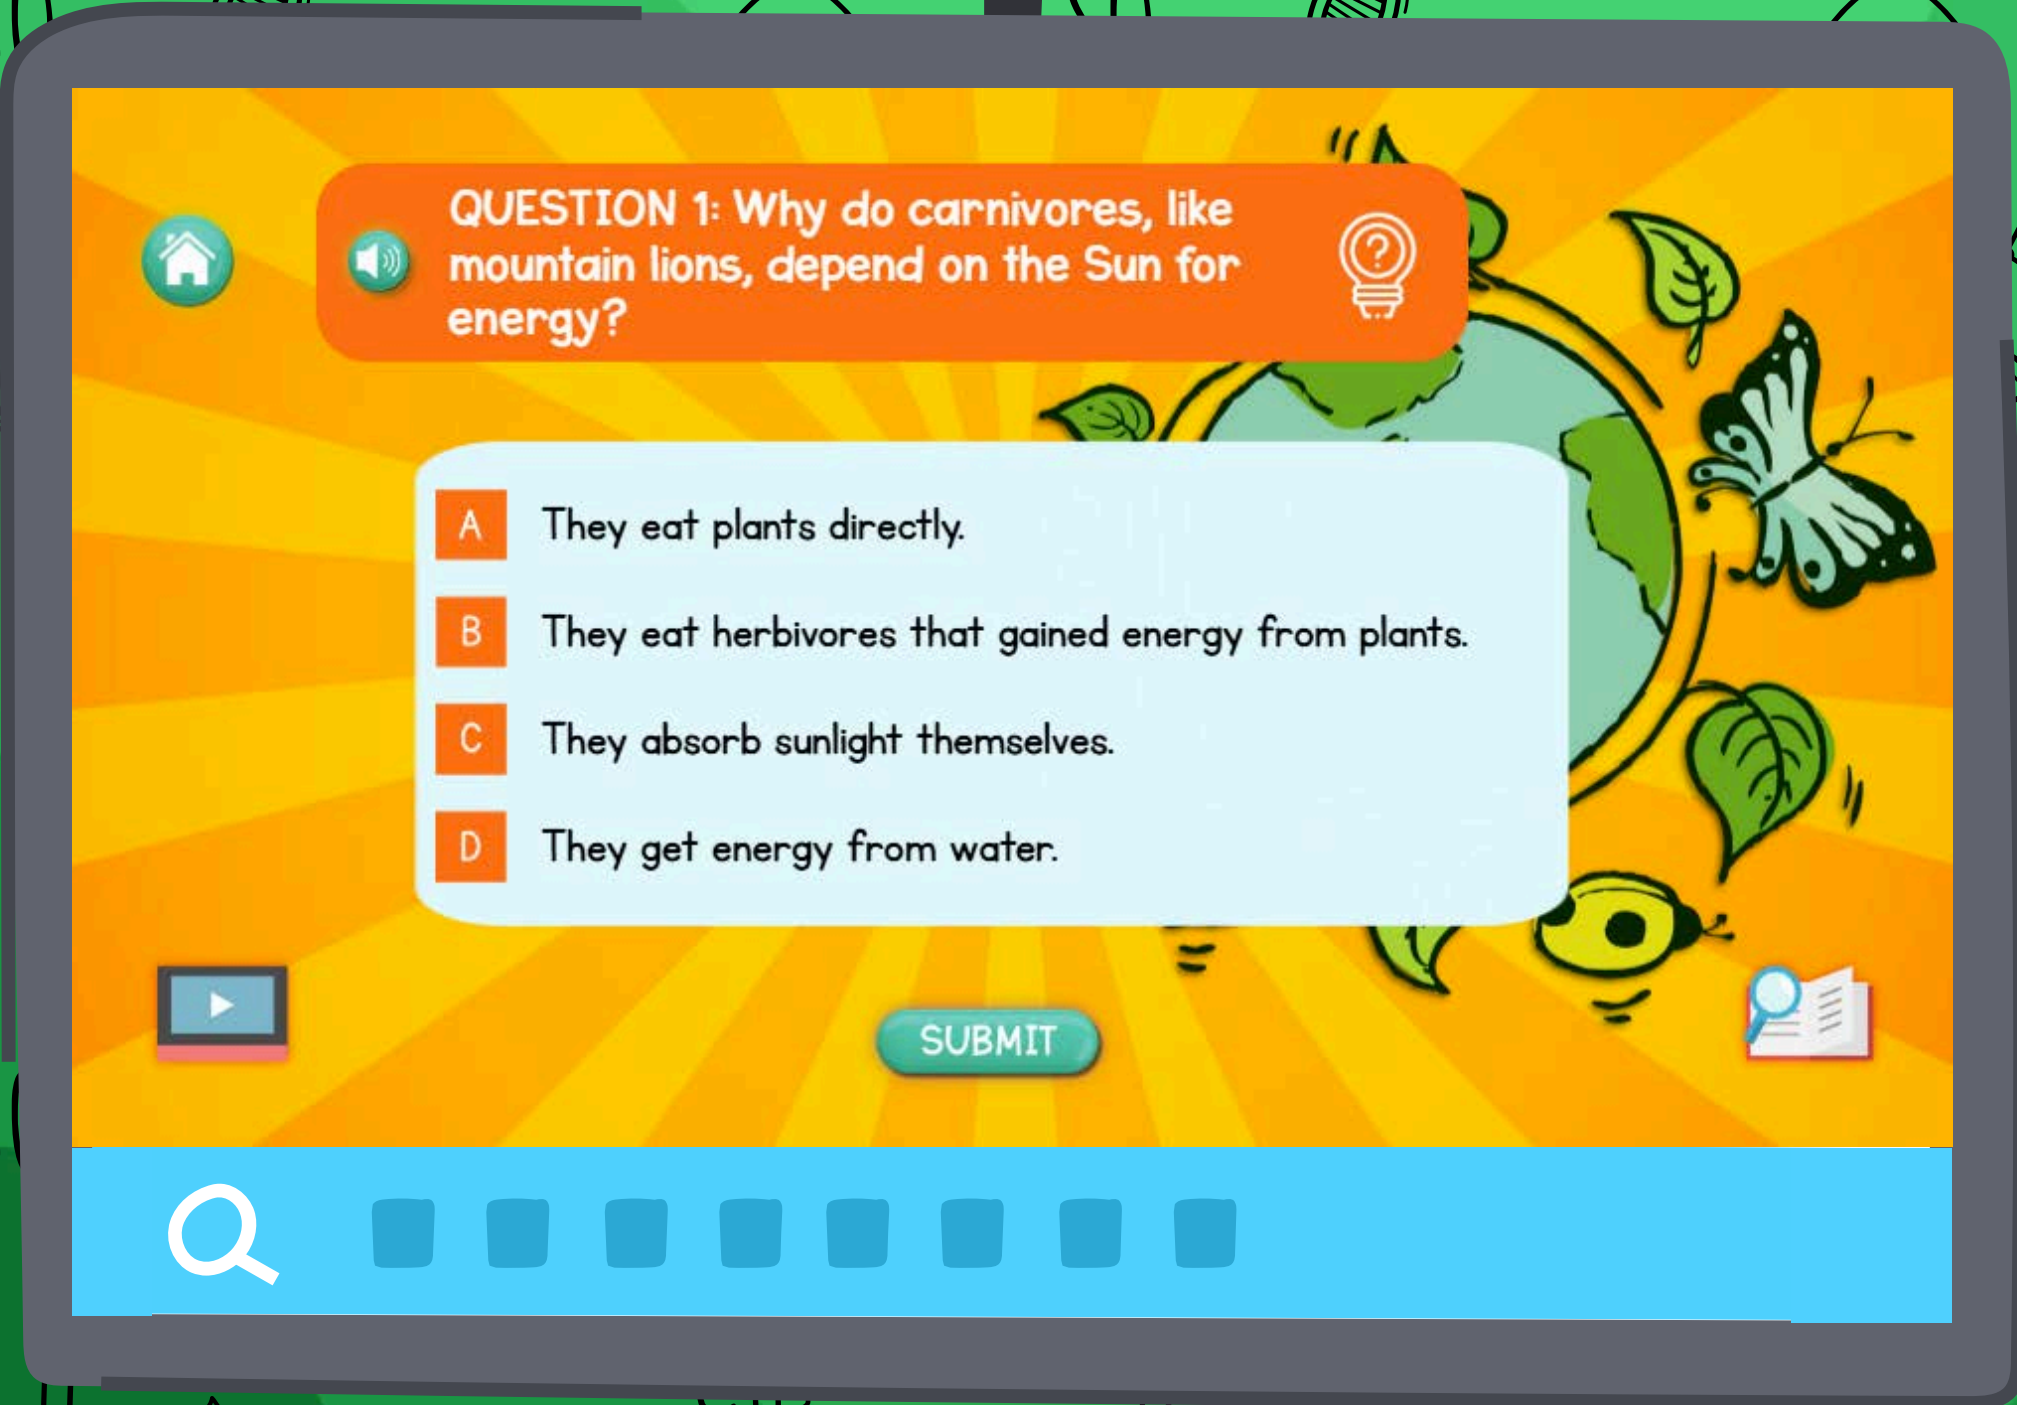 QUESTION 1: Why do carnivores, like
mountain lions, depend on the Sun for
energy?
A They eat plants directly.
B They eat herbivores that gained energy from plants.
C They absorb sunlight themselves.
D They get energy from water.
SUBMIT